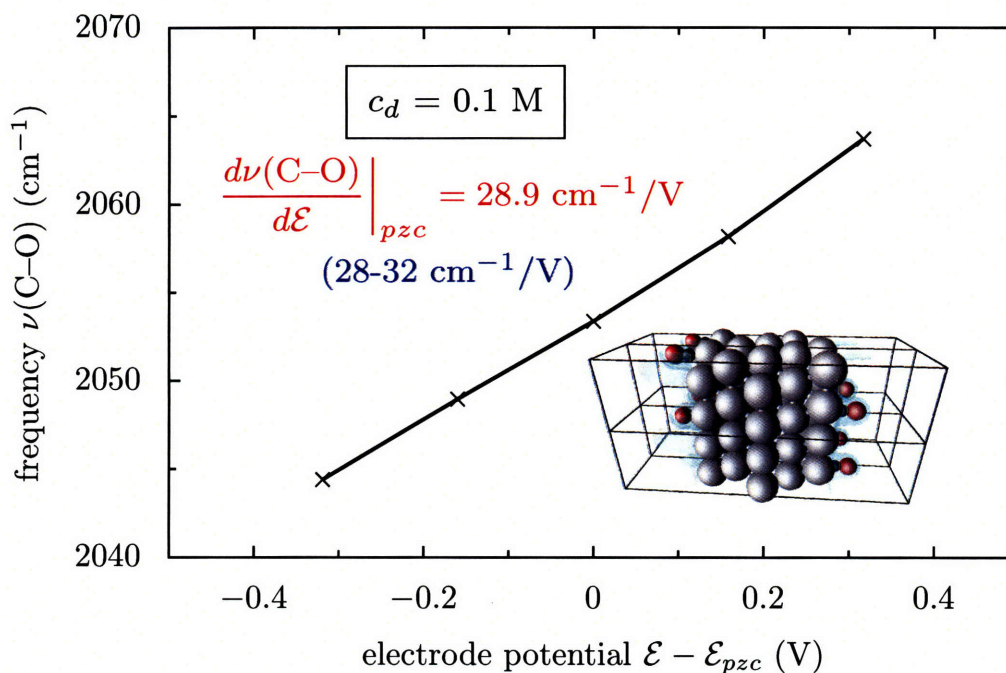 2070
2060
2050
2040
frequency ν(C–O) (cm⁻¹)
c_d = 0.1 M
dν(C–O)/dℰ|_pzc = 28.9 cm⁻¹/V
(28-32 cm⁻¹/V)
−0.4 −0.2 0 0.2 0.4
electrode potential ℰ − ℰ_pzc (V)